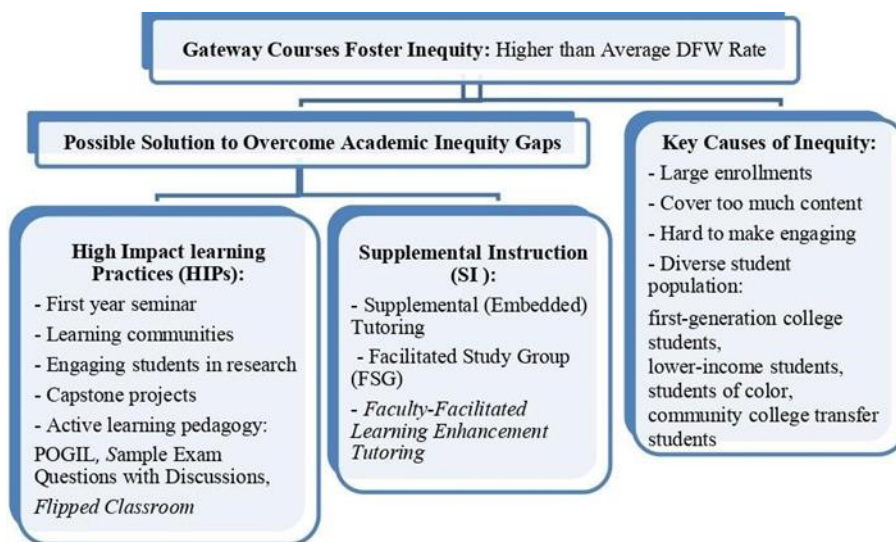 Gateway Courses Foster Inequity: Higher than Average DFW Rate
Possible Solution to Overcome Academic Inequity Gaps
High Impact learning
Practices (HIPs):
- First year seminar
- Learning communities
- Engaging students in research
- Capstone projects
- Active learning pedagogy:
POGIL, Sample Exam
Questions with Discussions,
Flipped Classroom
Supplemental Instruction
(SI ):
- Supplemental (Embedded)
Tutoring
- Facilitated Study Group
(FSG)
- Faculty-Facilitated
Learning Enhancement
Tutoring
Key Causes of Inequity:
- Large enrollments
- Cover too much content
- Hard to make engaging
- Diverse student
population:
first-generation college
students,
lower-income students,
students of color,
community college transfer
students